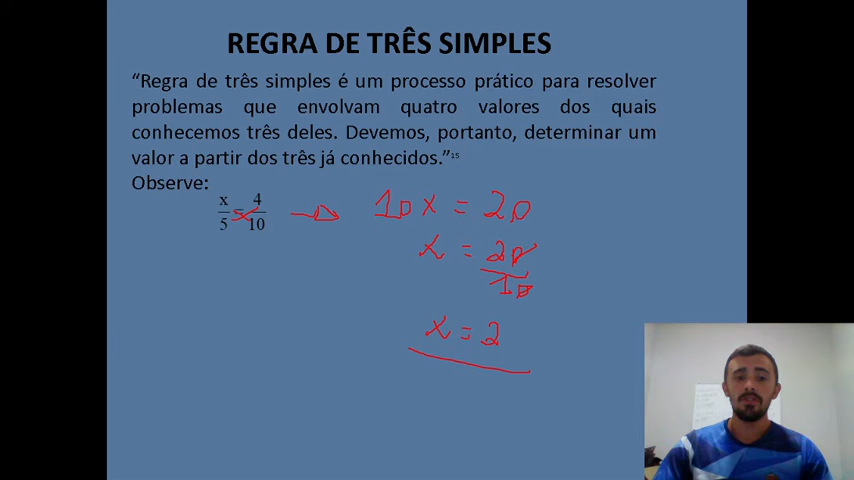 REGRA DE TRÊS SIMPLES
“Regra de três simples é um processo prático para resolver
problemas que envolvam quatro valores dos quais
conhecemos três deles. Devemos, portanto, determinar um
valor a partir dos três já conhecidos.”15
Observe:
x/5 = 4/10 → 10x = 20
x = 20/10
x = 2